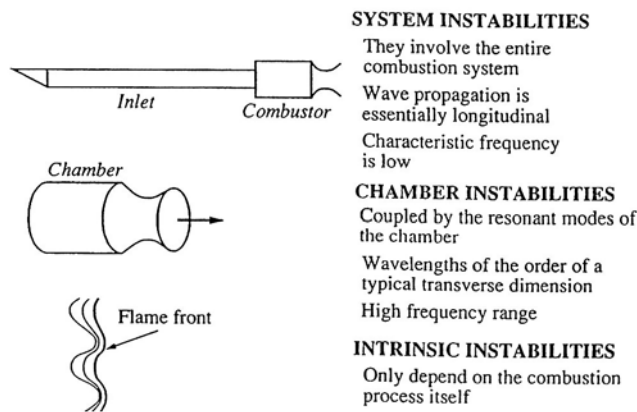 SYSTEM INSTABILITIES
They involve the entire
combustion system
Wave propagation is
essentially longitudinal
Characteristic frequency
is low
Inlet
Combustor
Chamber
CHAMBER INSTABILITIES
Coupled by the resonant modes of
the chamber
Wavelengths of the order of a
typical transverse dimension
High frequency range
Flame front
INTRINSIC INSTABILITIES
Only depend on the combustion
process itself